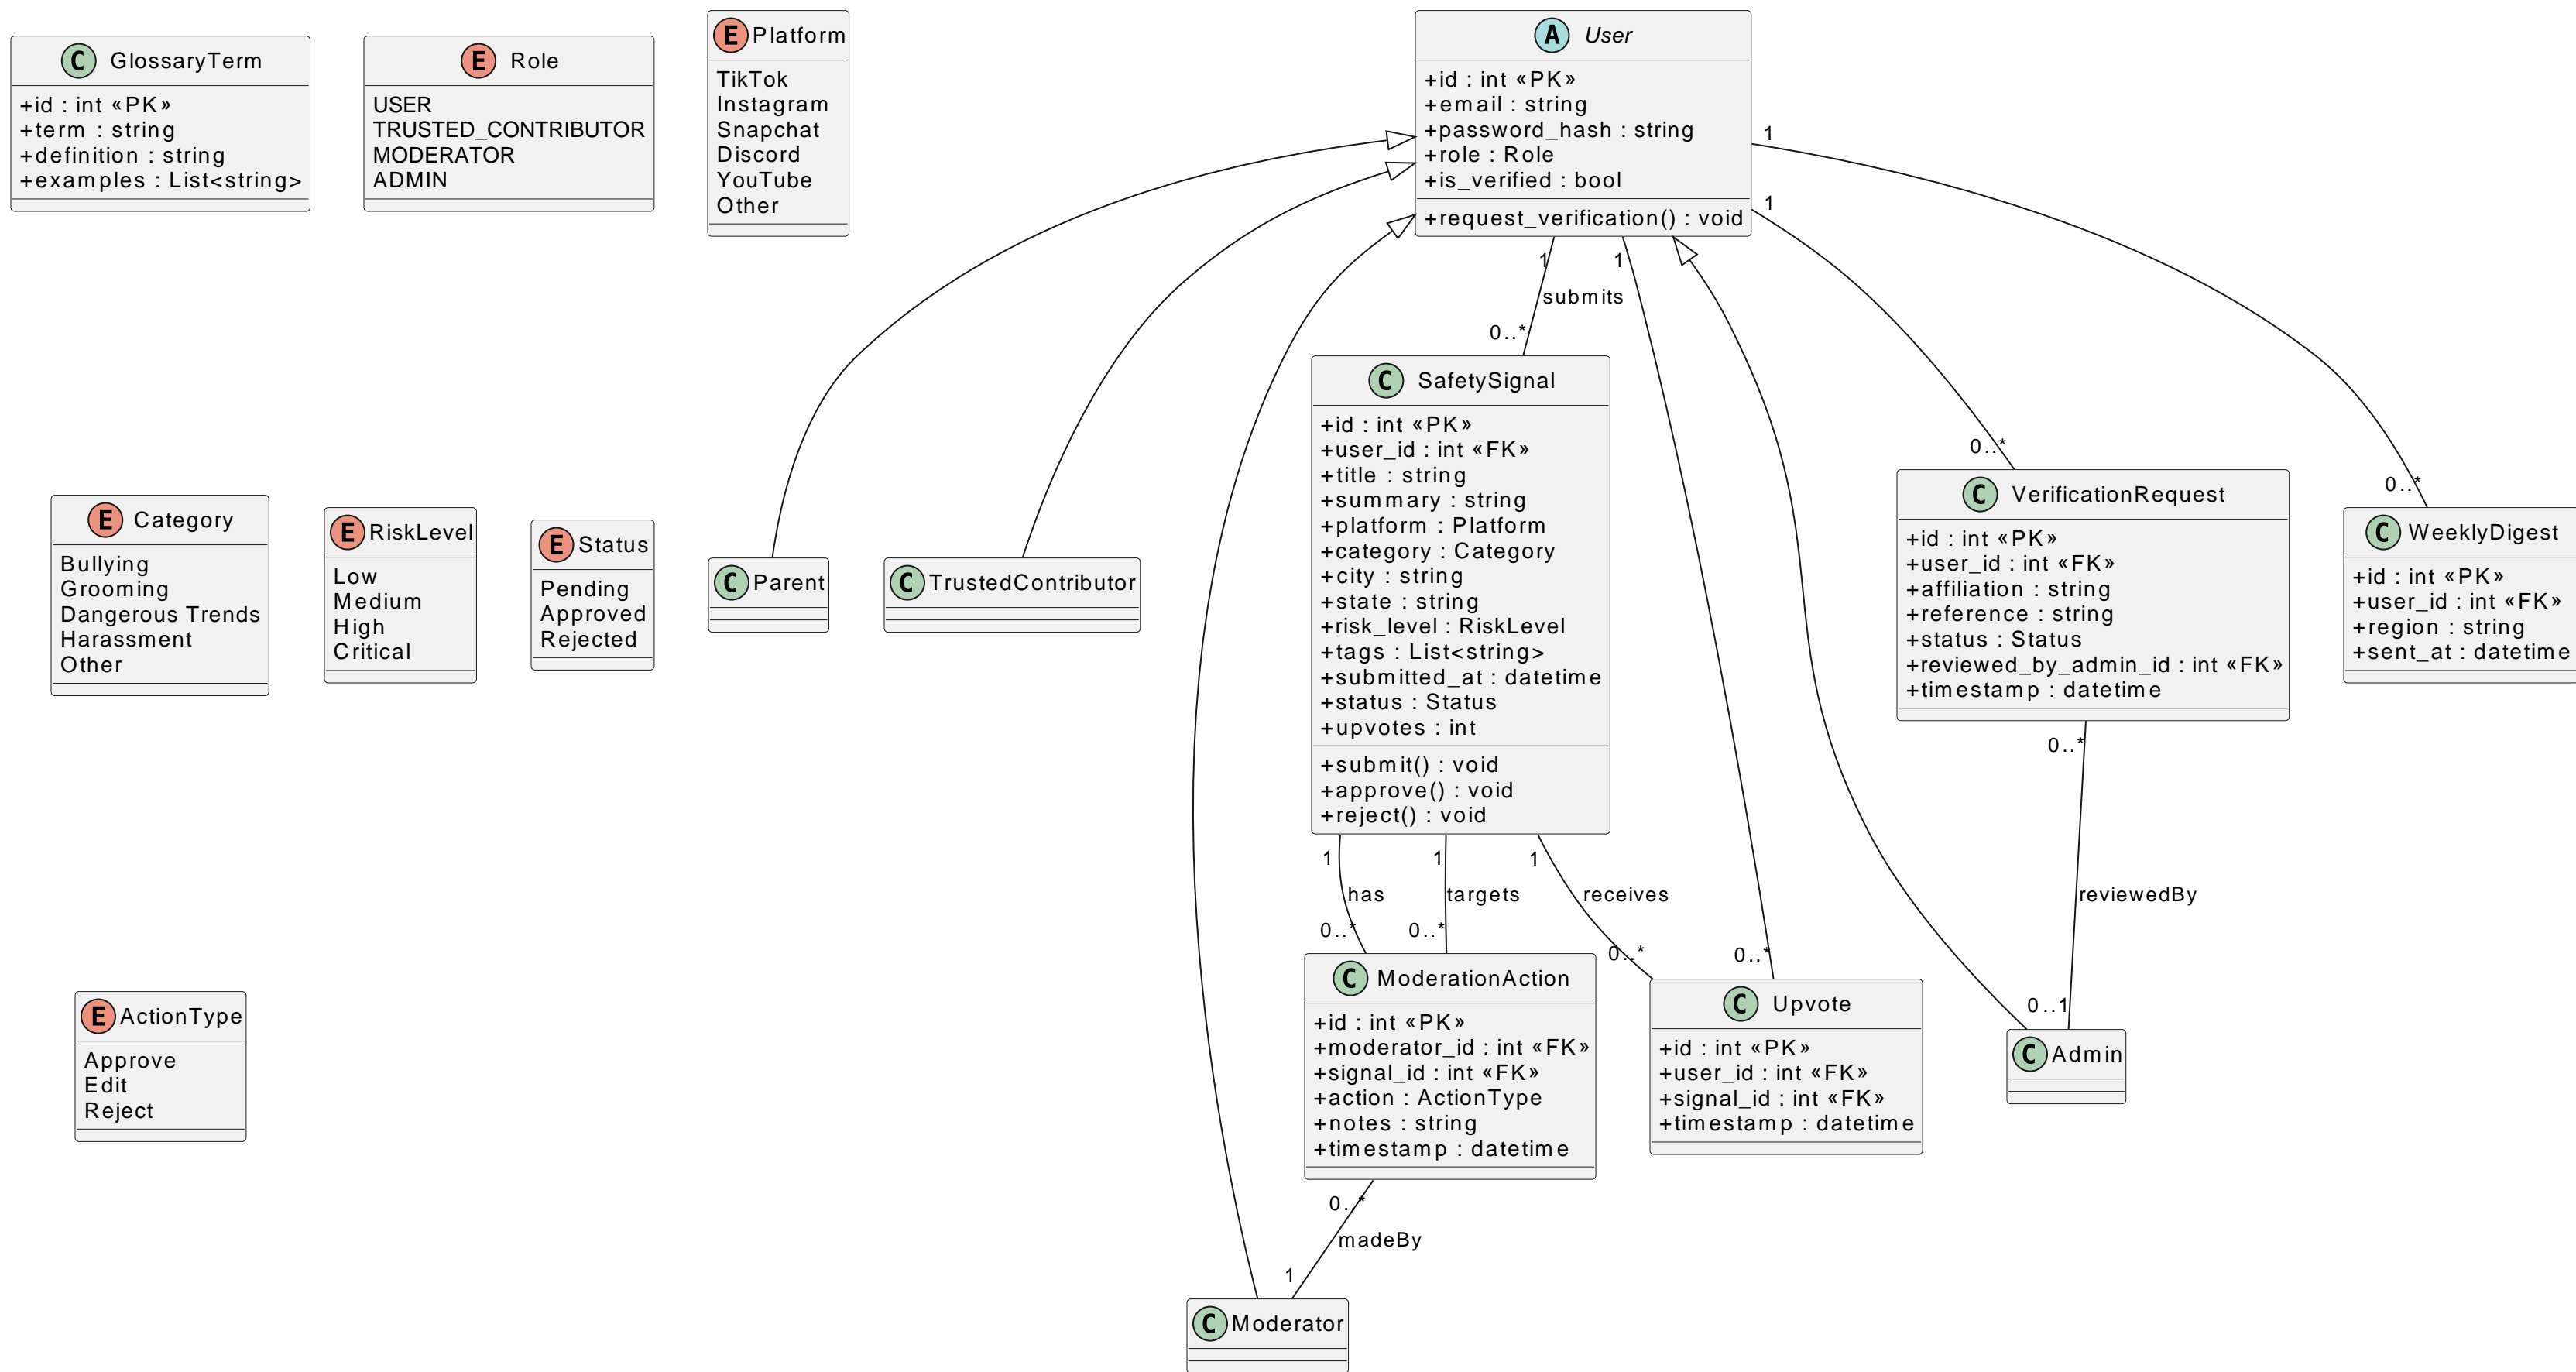 C GlossaryTerm
+id : int «PK»
+term : string
+definition : string
+examples : List<string>
E Role
USER
TRUSTED_CONTRIBUTOR
MODERATOR
ADMIN
E Platform
TikTok
Instagram
Snapchat
Discord
YouTube
Other
A User
+id : int «PK»
+email : string
+password_hash : string
+role : Role
+is_verified : bool
+request_verification() : void
1
1
1
submits
0..*
1
0..*
0..*
E Category
Bullying
Grooming
Dangerous Trends
Harassment
Other
E RiskLevel
Low
Medium
High
Critical
E Status
Pending
Approved
Rejected
C Parent
C TrustedContributor
C SafetySignal
+id : int «PK»
+user_id : int «FK»
+title : string
+summary : string
+platform : Platform
+category : Category
+city : string
+state : string
+risk_level : RiskLevel
+tags : List<string>
+submitted_at : datetime
+status : Status
+upvotes : int
+submit() : void
+approve() : void
+reject() : void
C VerificationRequest
+id : int «PK»
+user_id : int «FK»
+affiliation : string
+reference : string
+status : Status
+reviewed_by_admin_id : int «FK»
+timestamp : datetime
C WeeklyDigest
+id : int «PK»
+user_id : int «FK»
+region : string
+sent_at : datetime
1
has
0..*
1
targets
0..*
1
receives
0..*
0..*
0..*
reviewedBy
0..1
E ActionType
Approve
Edit
Reject
C ModerationAction
+id : int «PK»
+moderator_id : int «FK»
+signal_id : int «FK»
+action : ActionType
+notes : string
+timestamp : datetime
C Upvote
+id : int «PK»
+user_id : int «FK»
+signal_id : int «FK»
+timestamp : datetime
C Admin
0..*
madeBy
1
C Moderator